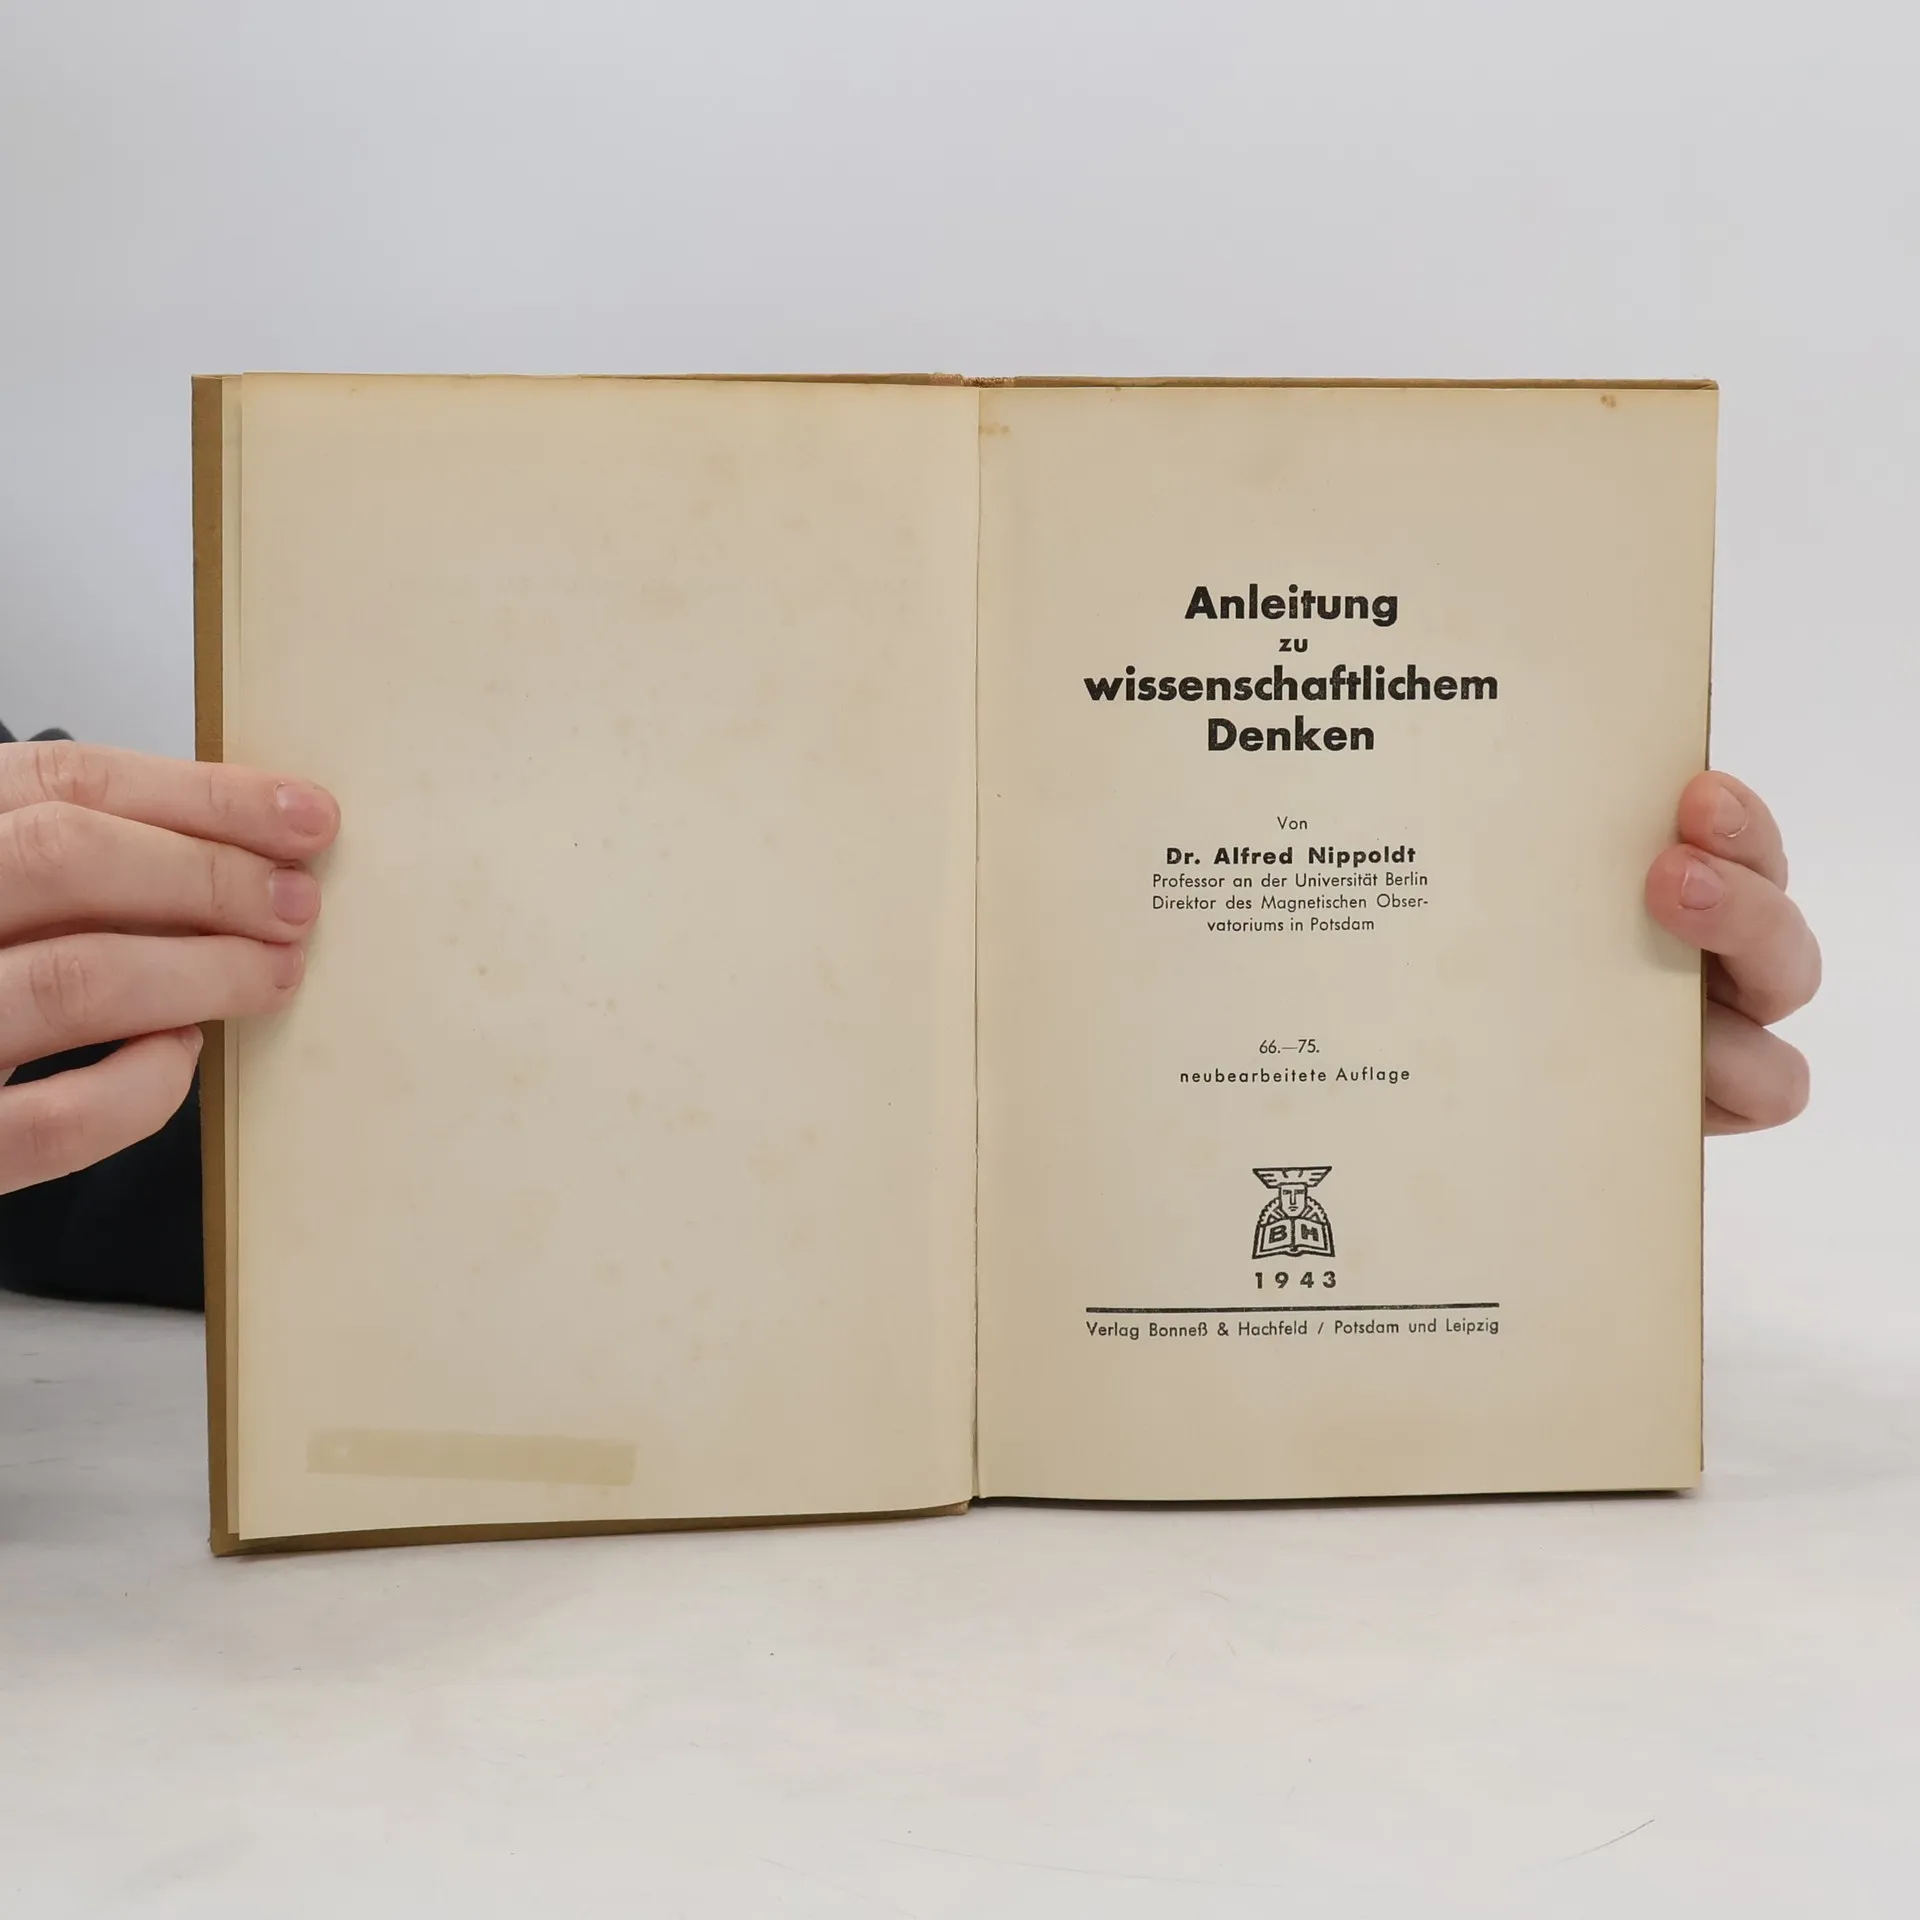 Anleitung
zu
wissenschaftlichem
Denken
Von
Dr. Alfred Nippoldt
Professor an der Universität Berlin
Direktor des Magnetischen Obser-
vatoriums in Potsdam
66.—75.
neubearbeitete Auflage
B H
1943
Verlag Bonneß & Hachfeld / Potsdam und Leipzig